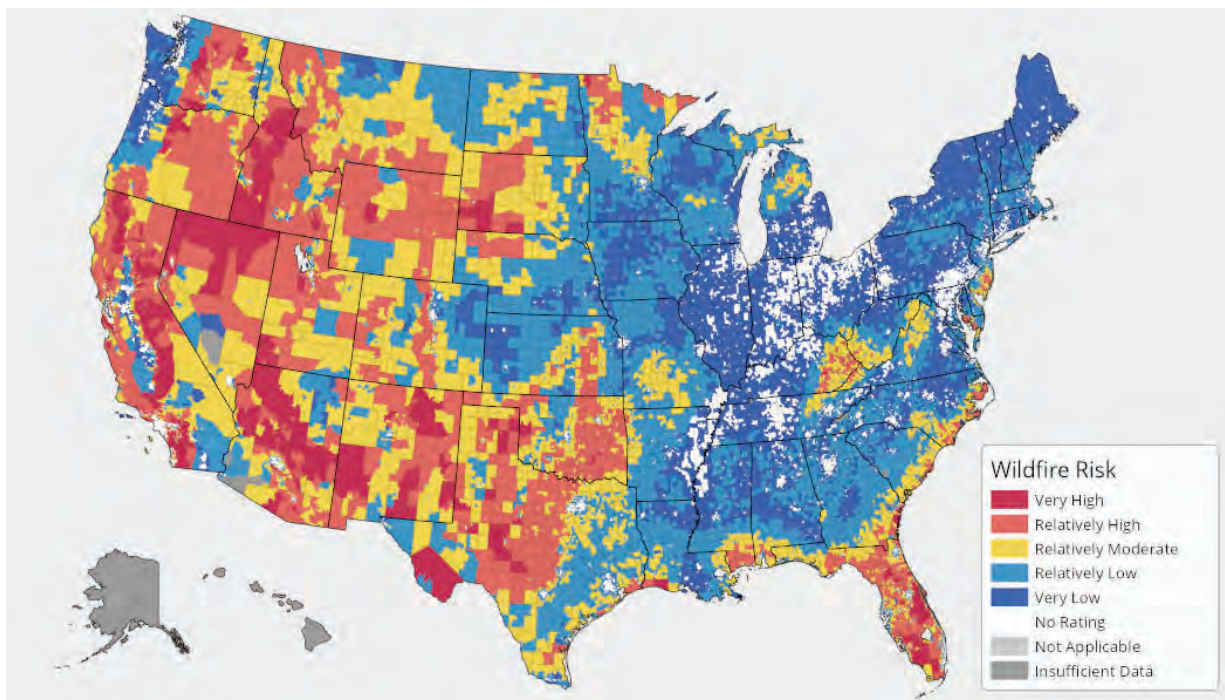 Wildfire Risk
Very High
Relatively High
Relatively Moderate
Relatively Low
Very Low
No Rating
Not Applicable
Insufficient Data